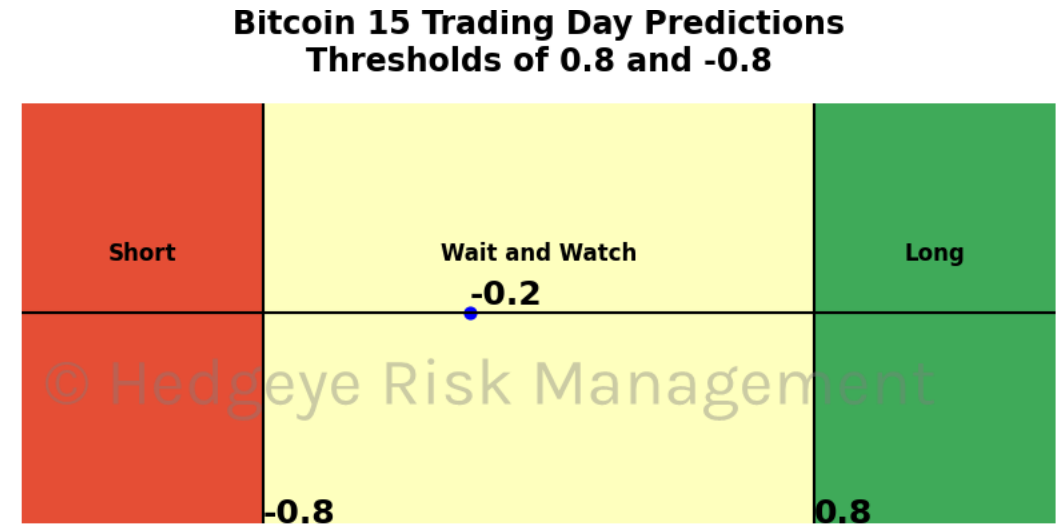 Bitcoin 15 Trading Day Predictions
Thresholds of 0.8 and -0.8
Short
Wait and Watch
Long
-0.2
© Hedgeye Risk Management
-0.8
0.8